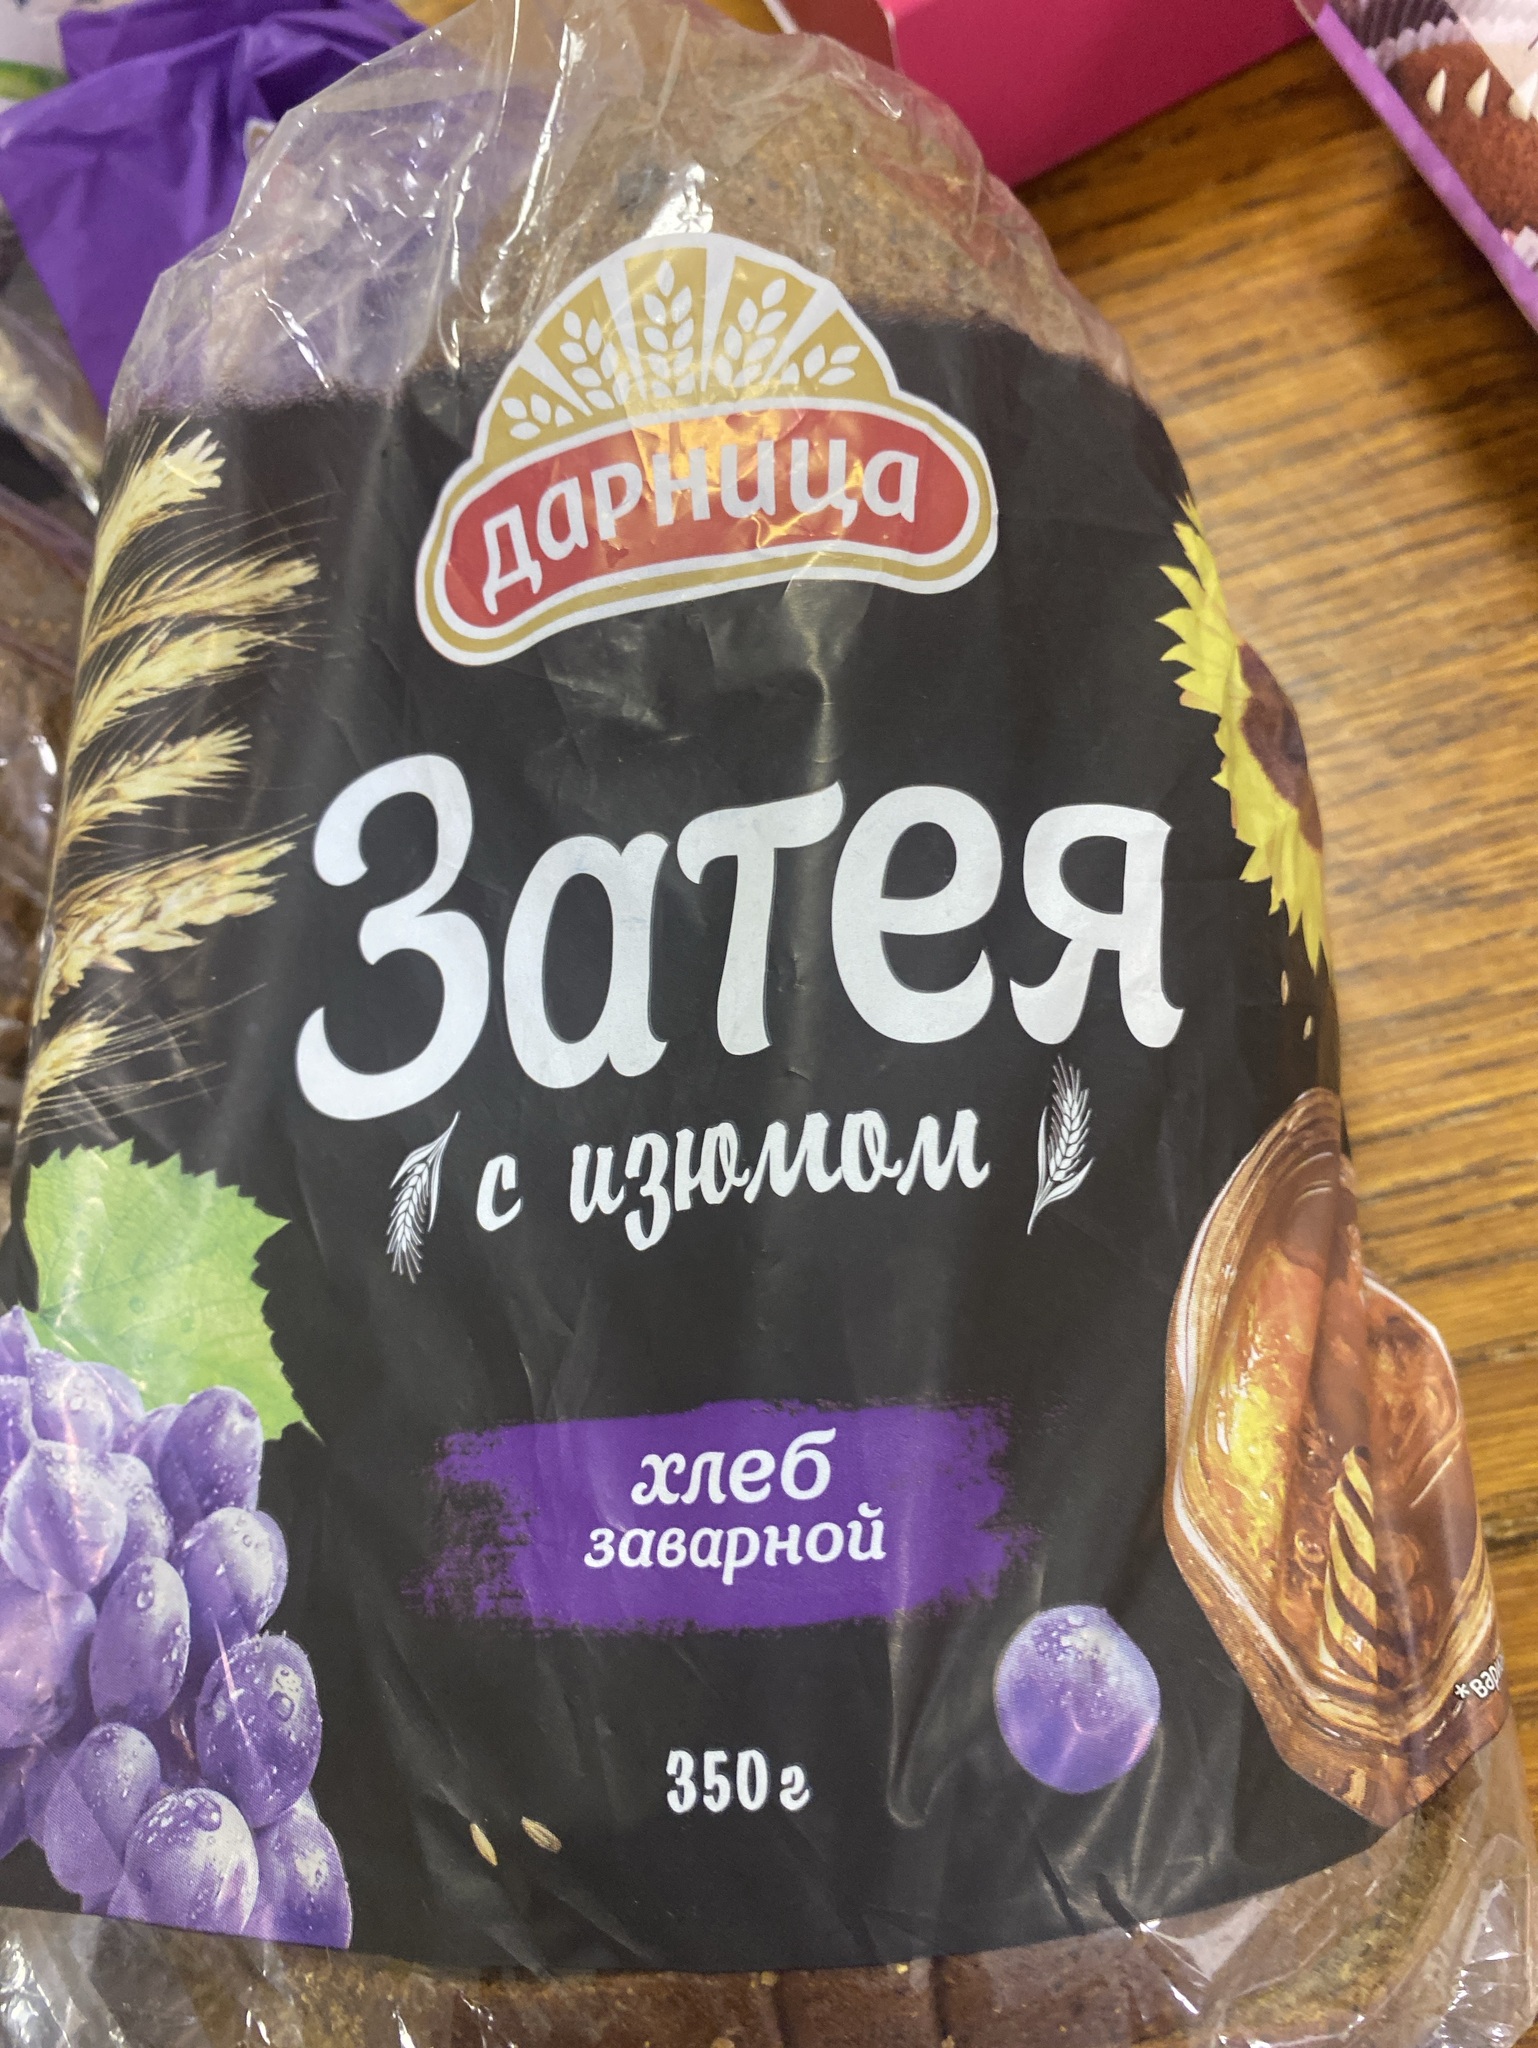 Дарница
Затея
с изюмом
хлеб
заварной
350 г